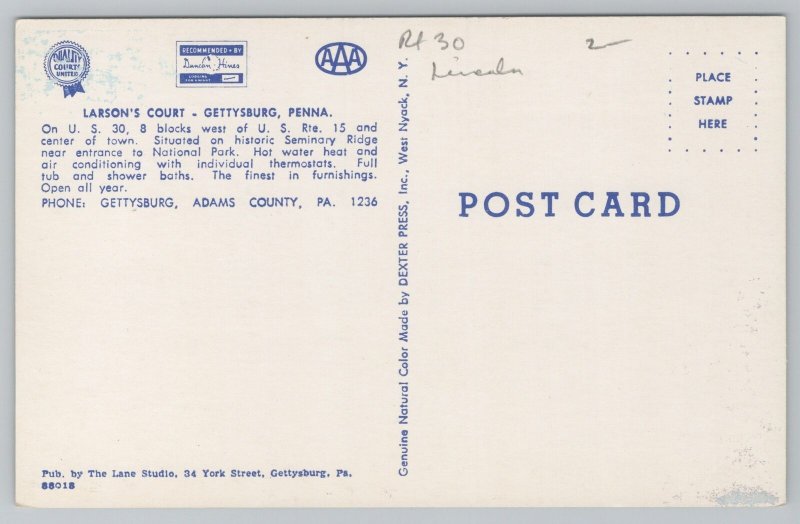 QUALITY
COURTS
UNITED
RECOMMENDED • BY
Duncan Hines
AAA
LARSON'S COURT - GETTYSBURG, PENNA.
On U. S. 30, 8 blocks west of U. S. Rte. 15 and
center of town. Situated on historic Seminary Ridge
near entrance to National Park. Hot water heat and
air conditioning with individual thermostats. Full
tub and shower baths. The finest in furnishings.
Open all year.
PHONE: GETTYSBURG, ADAMS COUNTY, PA. 1236
Pub. by The Lane Studio, 34 York Street, Gettysburg, Pa.
88018
Genuine Natural Color Made by DEXTER PRESS, Inc., West Nyack, N. Y.
Rt 30
Lincoln
2
PLACE
STAMP
HERE
POST CARD